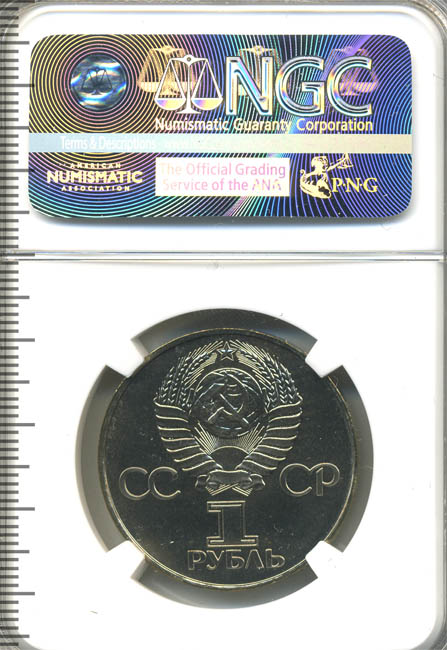 NGC
Numismatic Guaranty Corporation
Terms & Descriptions
AMERICAN
NUMISMATIC
ASSOCIATION
The Official Grading
Service of the ANA
P·N·G
СС СР
1
РУБЛЬ